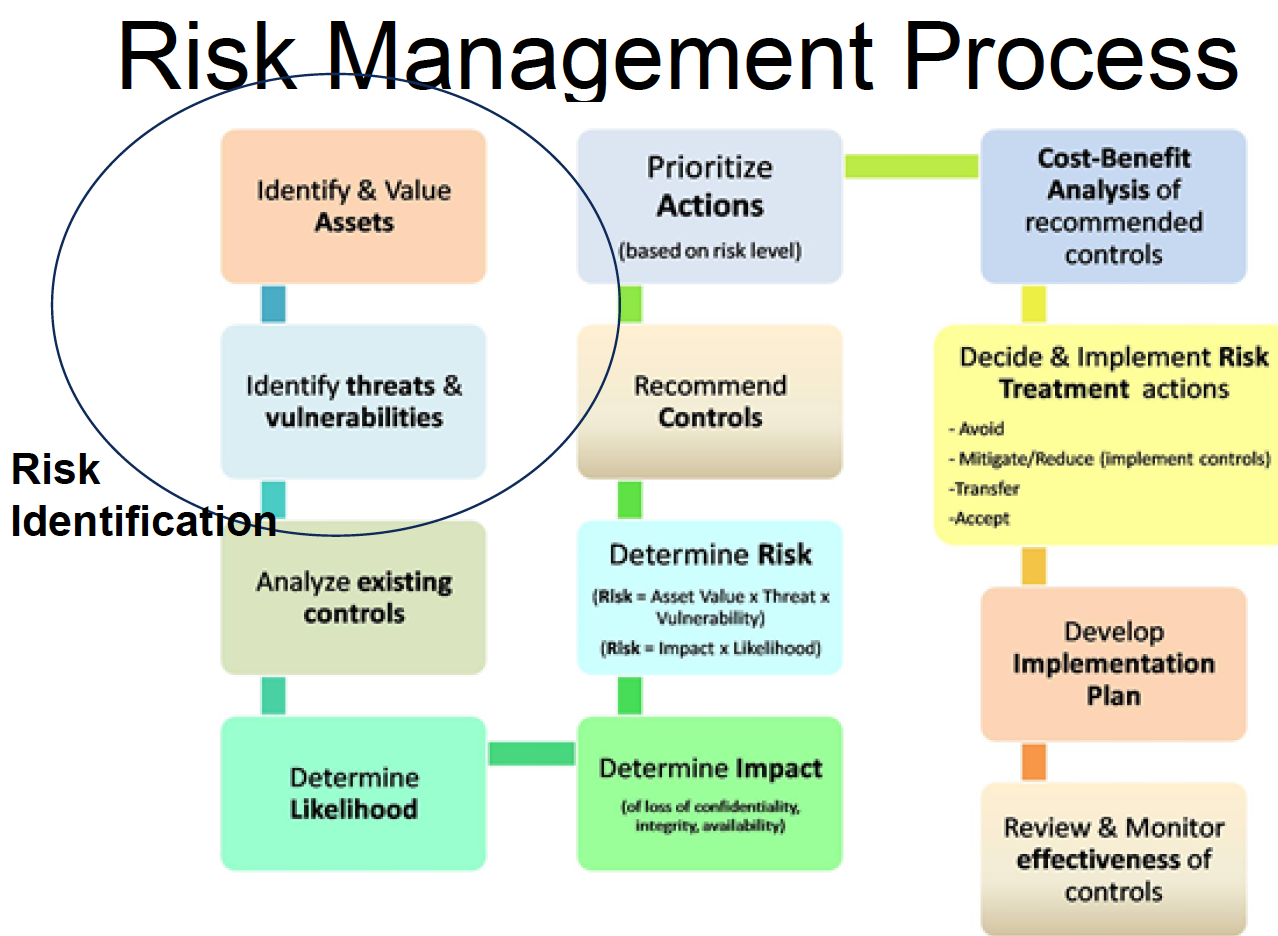 Risk Management Process
Identify & Value
Assets
Identify threats &
vulnerabilities
Risk
Identification
Analyze existing
controls
Determine
Likelihood
Determine Impact
(of loss of confidentiality,
integrity, availability)
Determine Risk
(Risk = Asset Value x Threat x
Vulnerability)
(Risk = Impact x Likelihood)
Recommend
Controls
Prioritize
Actions
(based on risk level)
Cost-Benefit
Analysis of
recommended
controls
Decide & Implement Risk
Treatment actions
- Avoid
- Mitigate/Reduce (implement controls)
-Transfer
-Accept
Develop
Implementation
Plan
Review & Monitor
effectiveness of
controls